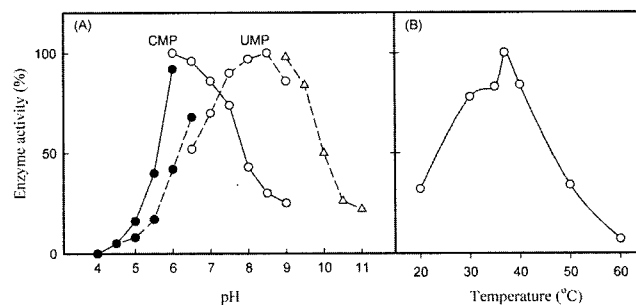 (A)
CMP UMP
(B)
100
50
0
Enzyme activity (%)
4 5 6 7 8 9 10 11
pH
20 30 40 50 60
Temperature (°C)